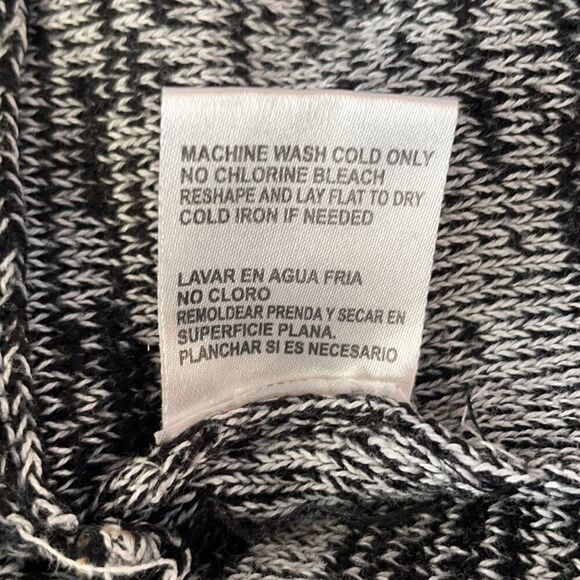 MACHINE WASH COLD ONLY
NO CHLORINE BLEACH
RESHAPE AND LAY FLAT TO DRY
COLD IRON IF NEEDED
LAVAR EN AGUA FRIA
NO CLORO
REMOLDEAR PRENDA Y SECAR EN
SUPERFICIE PLANA.
PLANCHAR SI ES NECESARIO